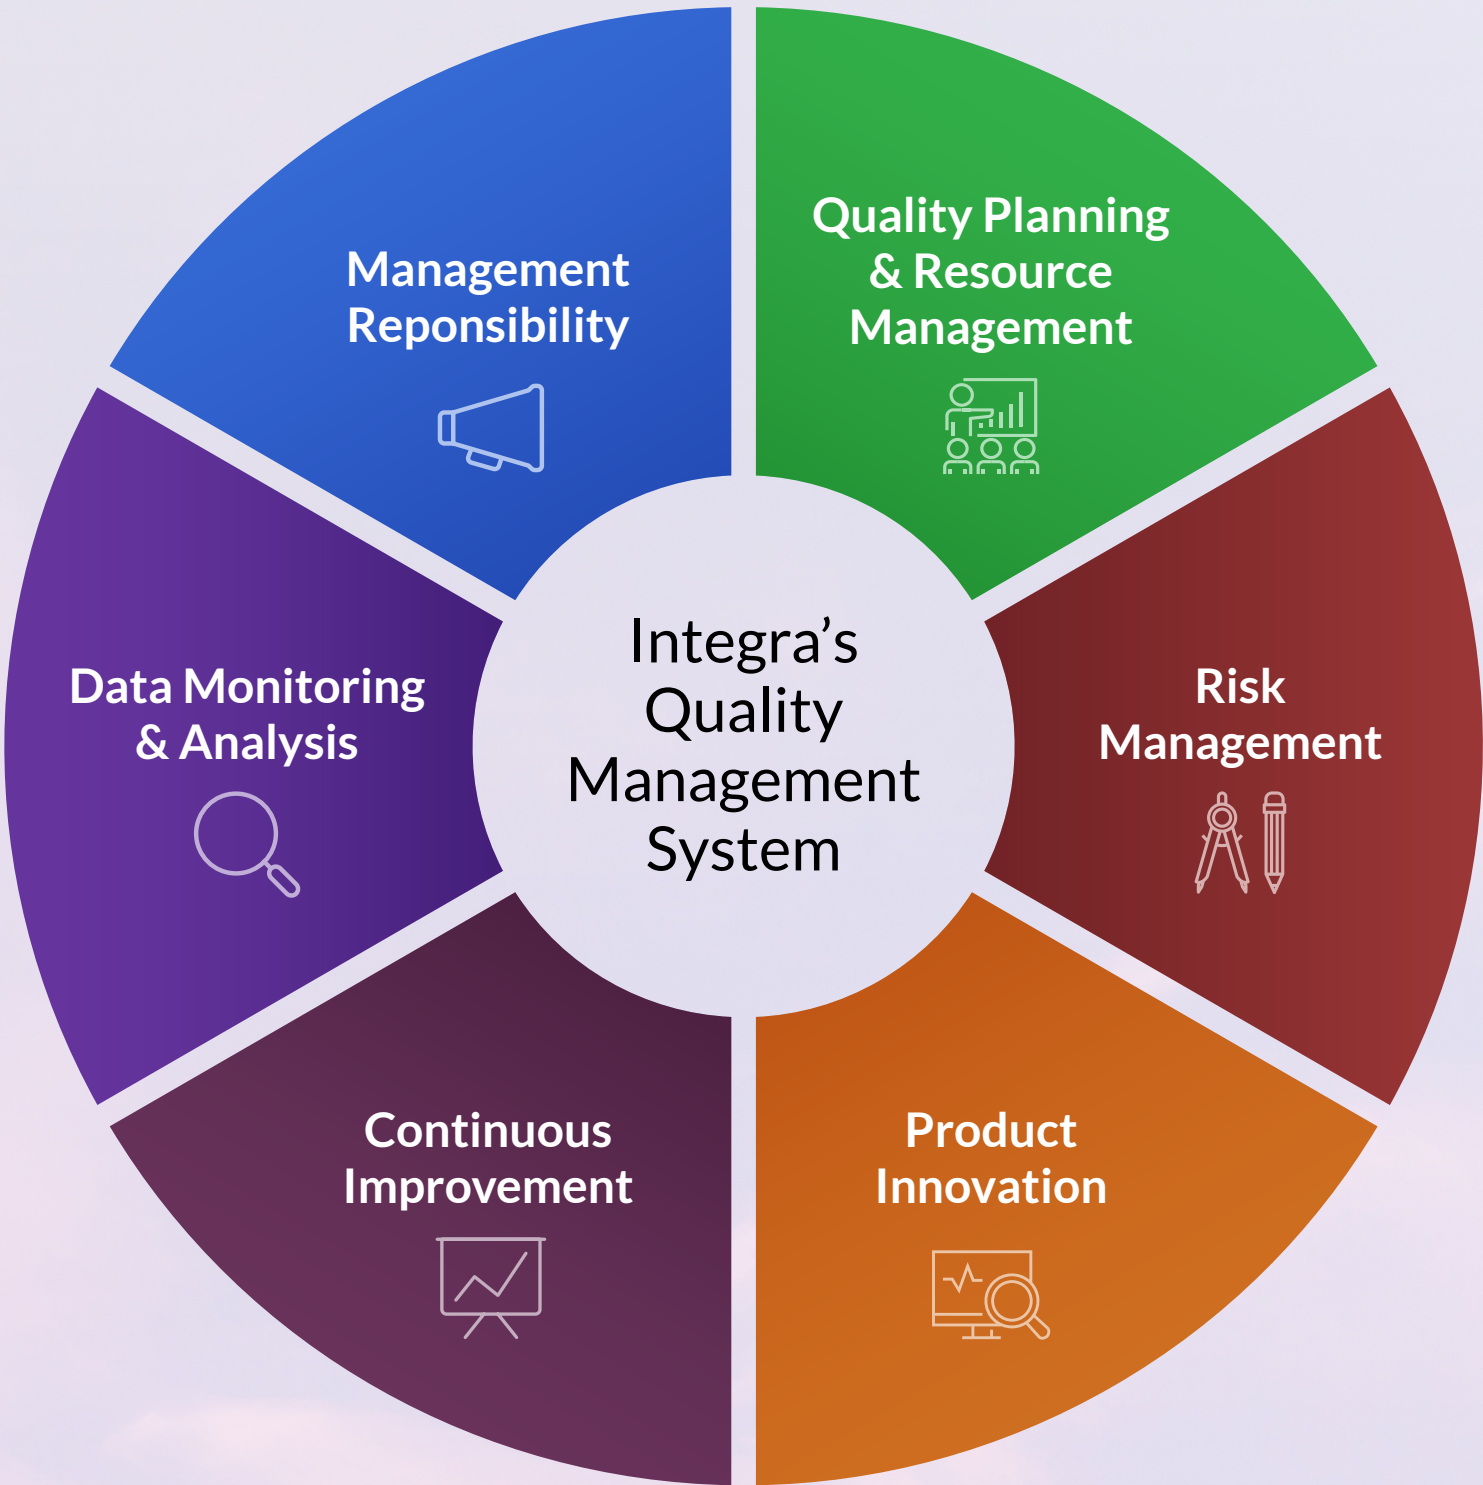 Management
Reponsibility
Quality Planning
& Resource
Management
Data Monitoring
& Analysis
Integra’s
Quality
Management
System
Risk
Management
Continuous
Improvement
Product
Innovation